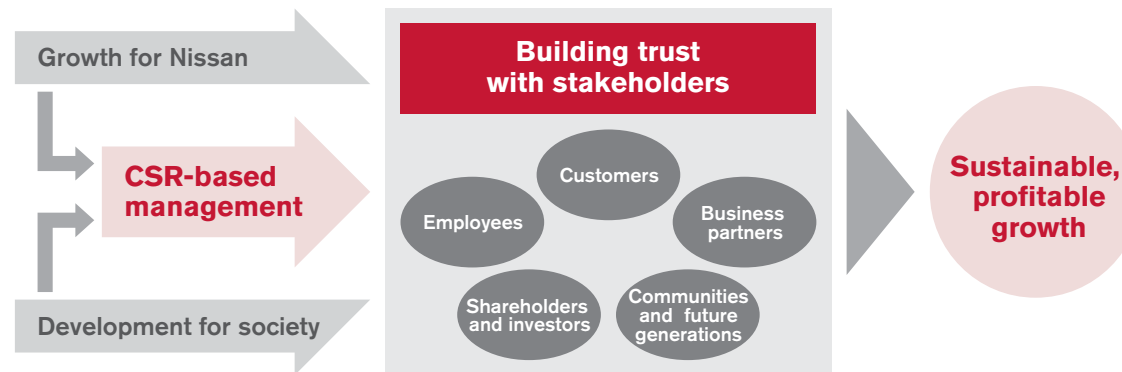 Growth for Nissan
CSR-based
management
Development for society
Building trust
with stakeholders
Customers
Employees
Business
partners
Shareholders
and investors
Communities
and future
generations
Sustainable,
profitable
growth